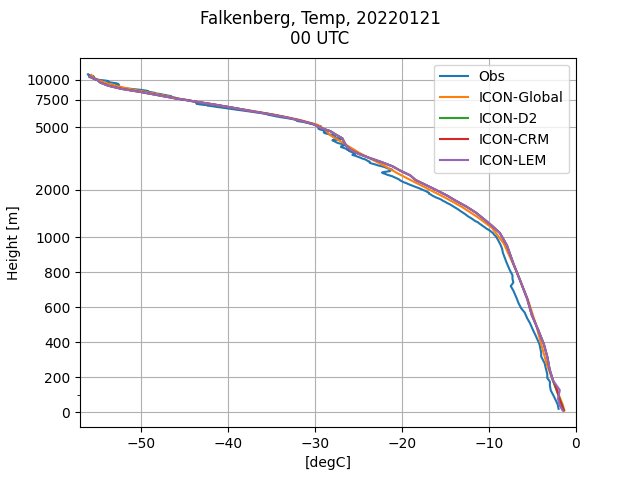 Falkenberg, Temp, 20220121
00 UTC
Obs
ICON-Global
ICON-D2
ICON-CRM
ICON-LEM
10000
7500
5000
2000
1000
800
600
400
200
0
Height [m]
−50
−40
−30
−20
−10
0
[degC]